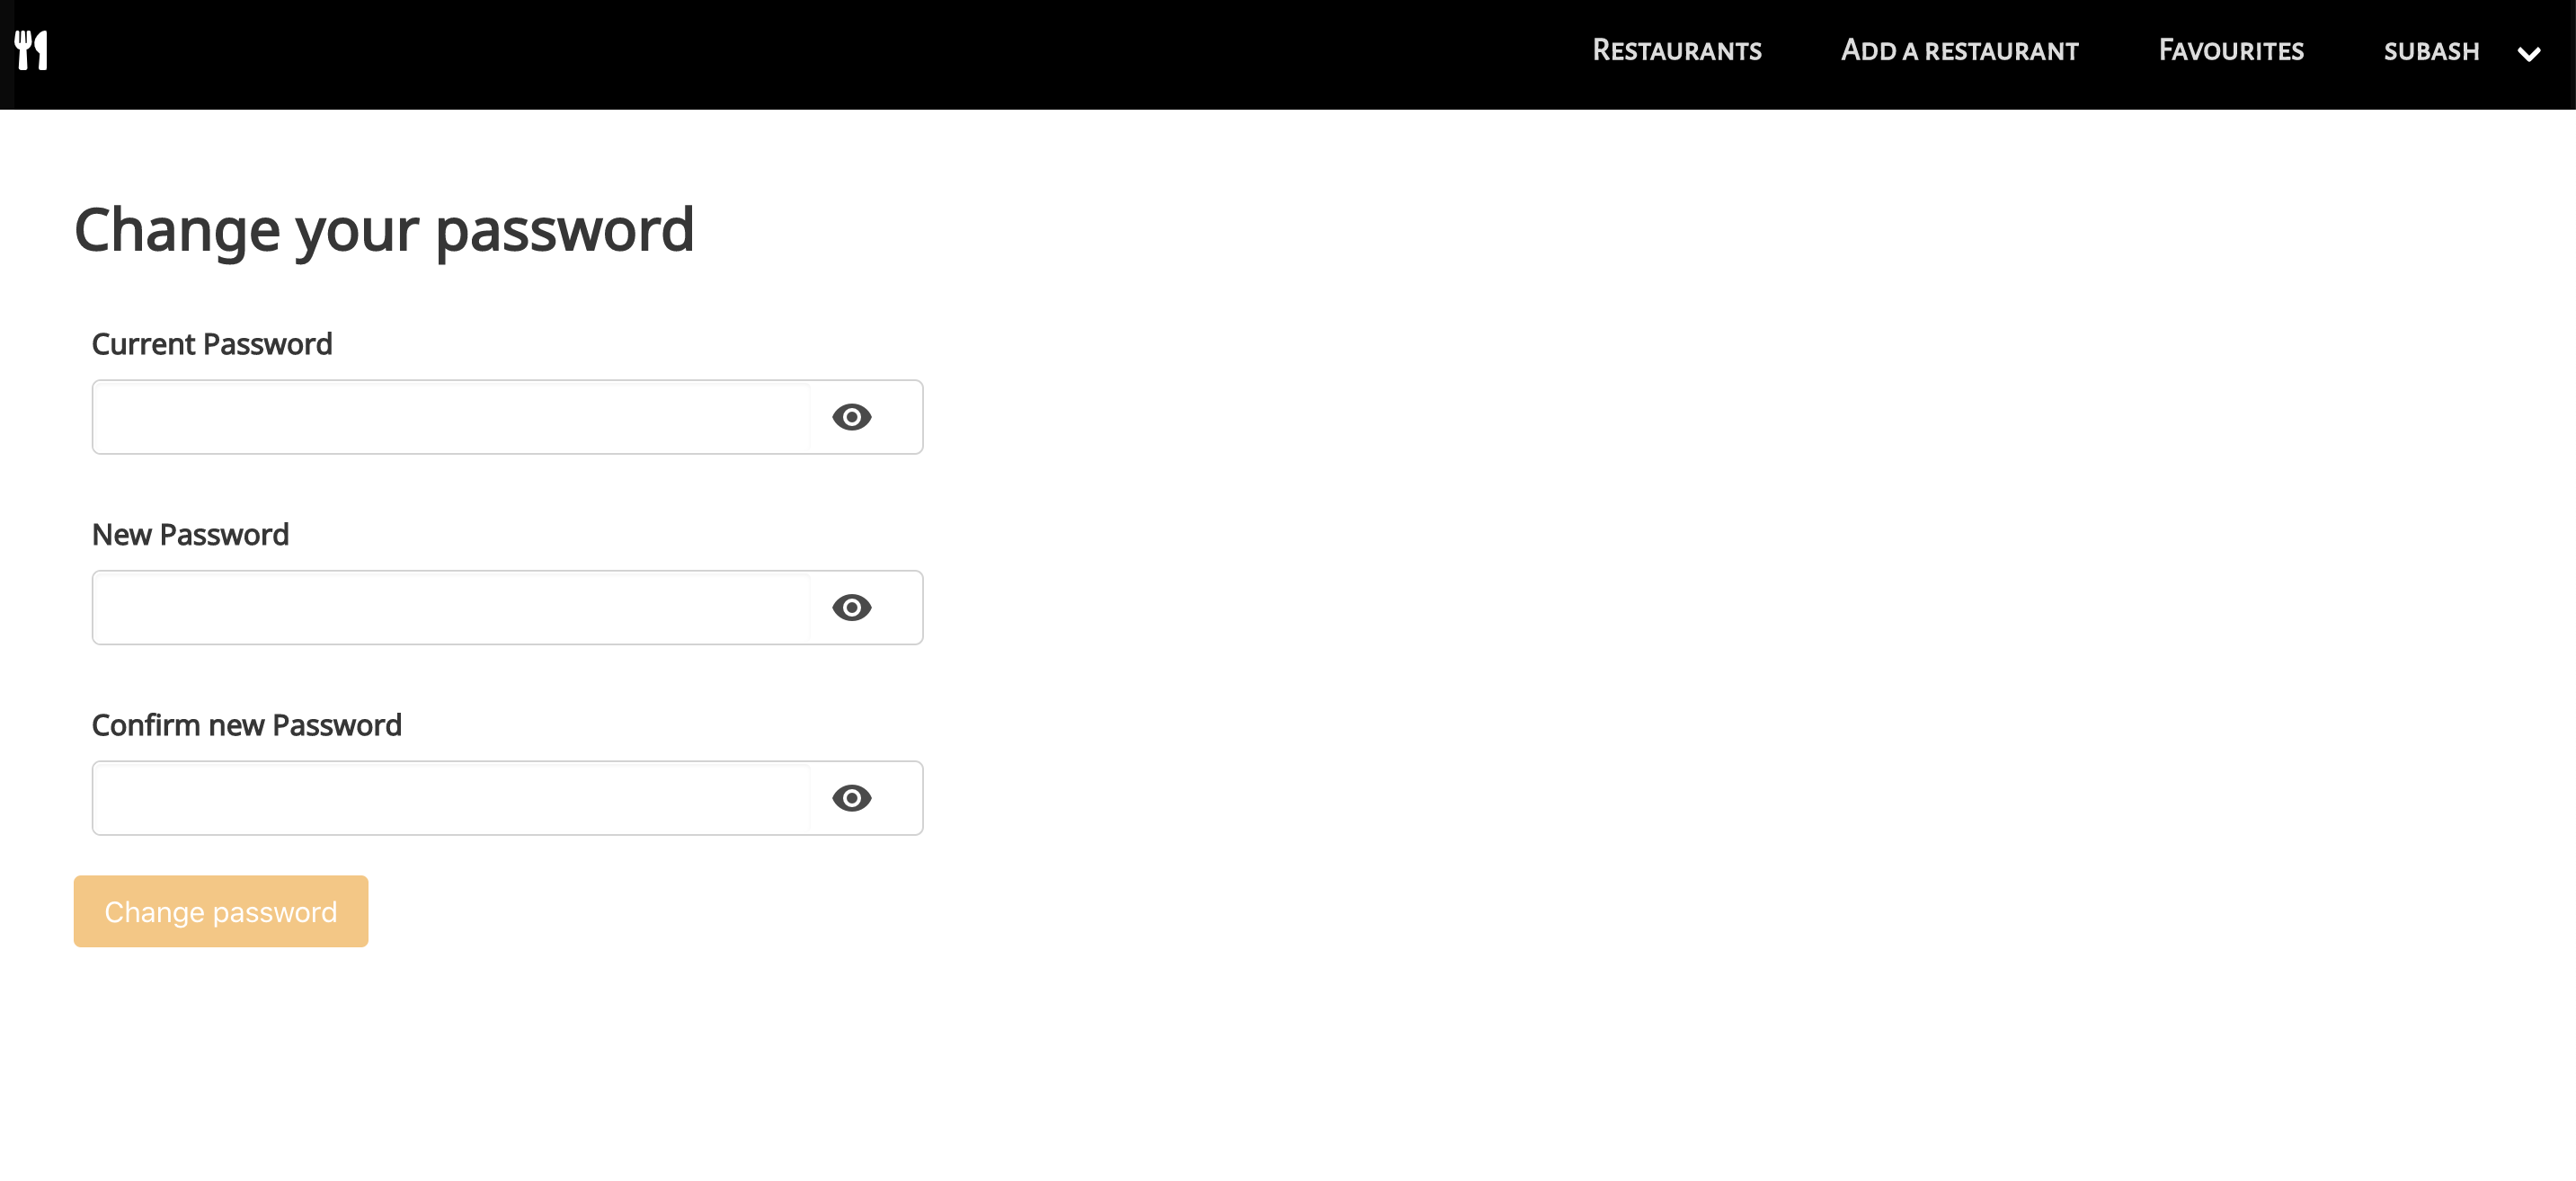 Restaurants Add a restaurant Favourites subash
Change your password
Current Password
New Password
Confirm new Password
Change password